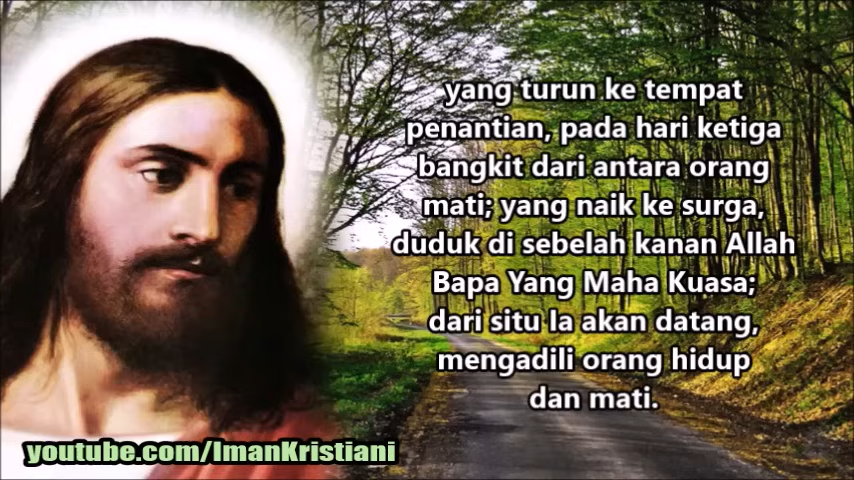 yang turun ke tempat
penantian, pada hari ketiga
bangkit dari antara orang
mati; yang naik ke surga,
duduk di sebelah kanan Allah
Bapa Yang Maha Kuasa;
dari situ Ia akan datang,
mengadili orang hidup
dan mati.
youtube.com/ImanKristiani